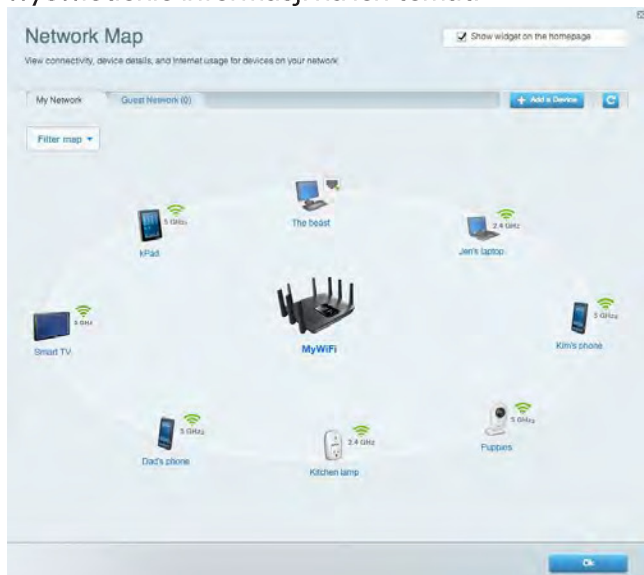 Network Map
Show widget on the homepage
View connectivity, device details, and Internet usage for devices on your network.
My Network
Guest Network (0)
+ Add a Device
Filter map
The beast
5 GHz
kPad
2.4 GHz
Jen's laptop
5 GHz
Smart TV
MyWiFi
5 GHz
Kim's phone
5 GHz
Dad's phone
2.4 GHz
Kitchen lamp
5 GHz
Puppies
Ok